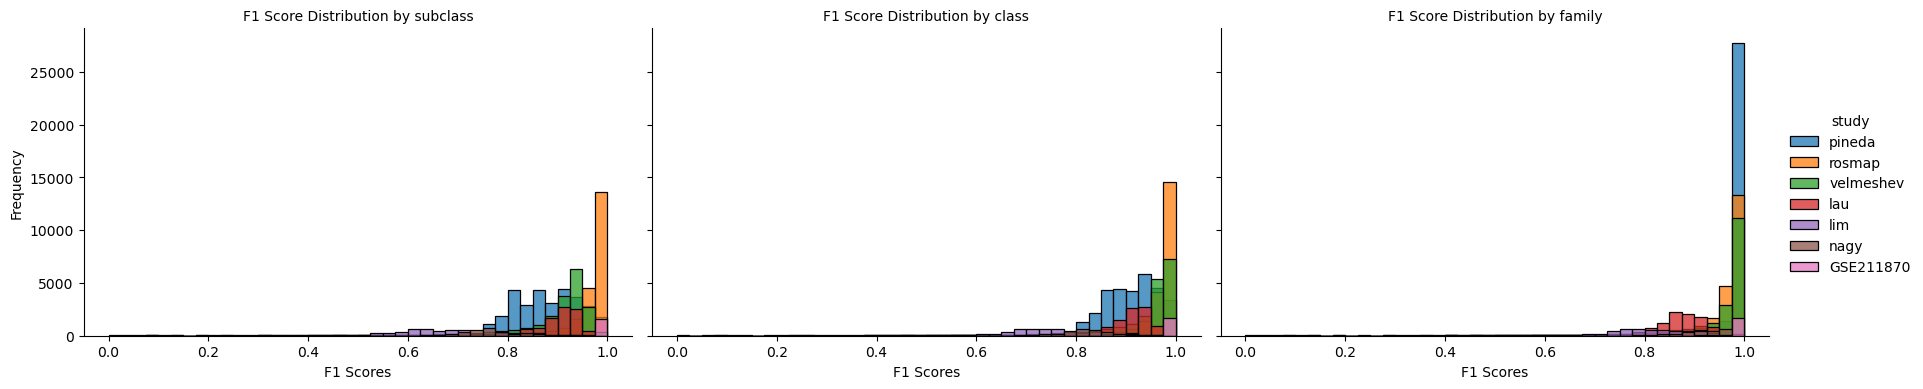 F1 Score Distribution by subclass
F1 Score Distribution by class
F1 Score Distribution by family
Frequency
25000
20000
15000
10000
5000
0
0.0 0.2 0.4 0.6 0.8 1.0
0.0 0.2 0.4 0.6 0.8 1.0
0.0 0.2 0.4 0.6 0.8 1.0
F1 Scores
F1 Scores
F1 Scores
study
pineda
rosmap
velmeshev
lau
lim
nagy
GSE211870